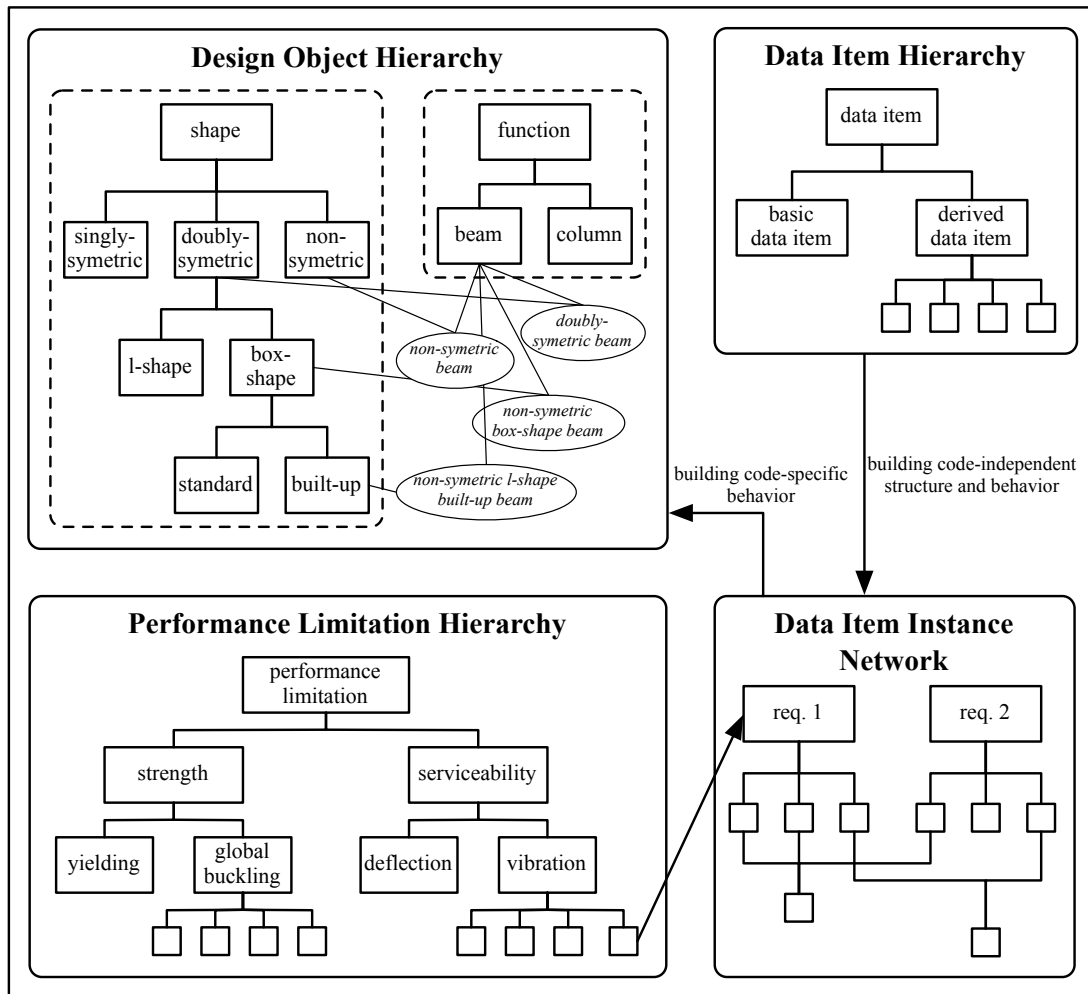 Design Object Hierarchy
shape
singly-
symetric
doubly-
symetric
non-
symetric
l-shape
box-
shape
standard
built-up
function
beam
column
doubly-
symetric beam
non-symetric
beam
non-symetric
box-shape beam
non-symetric l-shape
built-up beam
Data Item Hierarchy
data item
basic
data item
derived
data item
building code-specific
behavior
building code-independent
structure and behavior
Performance Limitation Hierarchy
performance
limitation
strength
serviceability
yielding
global
buckling
deflection
vibration
Data Item Instance
Network
req. 1
req. 2